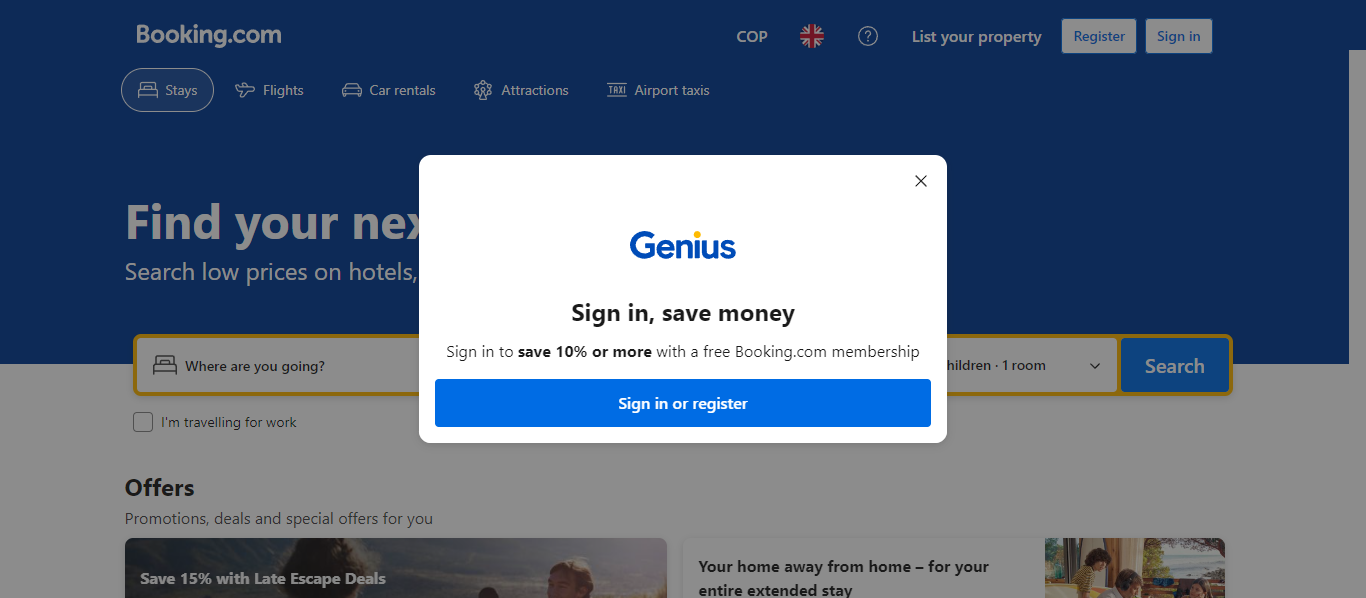 Booking.com
COP
List your property
Register
Sign in
Stays
Flights
Car rentals
Attractions
TAXI
Airport taxis
Find your nex
Search low prices on hotels,
Genius
Sign in, save money
Sign in to save 10% or more with a free Booking.com membership
Sign in or register
Where are you going?
hildren · 1 room
Search
I'm travelling for work
Offers
Promotions, deals and special offers for you
Save 15% with Late Escape Deals
Your home away from home – for your
entire extended stay